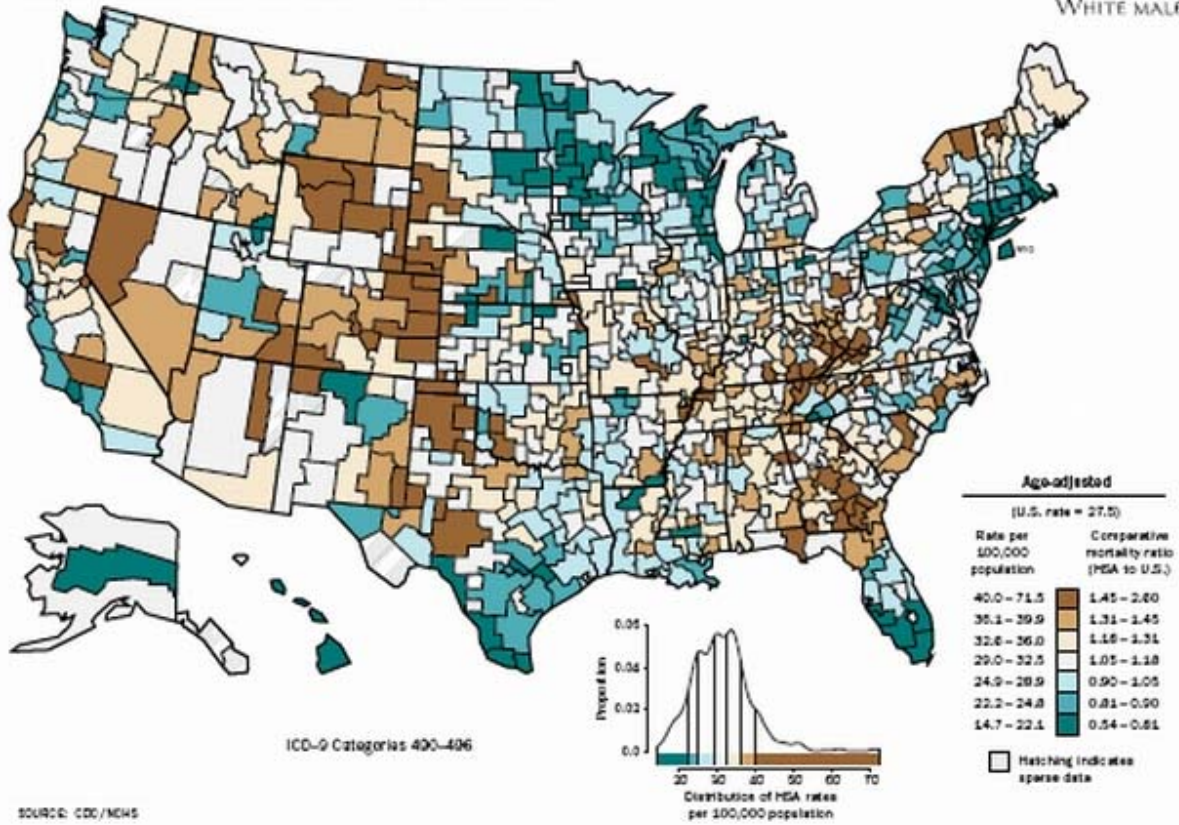 WHITE MALE
Age-adjusted
(U.S. rate = 27.5)
Rate per
100,000
population
Comparative
mortality ratio
(HSA to U.S.)
40.0 – 71.5 1.45 – 2.60
36.1 – 39.9 1.31 – 1.45
32.6 – 36.0 1.18 – 1.31
29.0 – 32.5 1.05 – 1.18
24.9 – 28.9 0.90 – 1.05
22.2 – 24.8 0.81 – 0.90
14.7 – 22.1 0.54 – 0.81
Hatching indicates
sparse data
0.06
0.04
0.02
0.0
Proportion
20 30 40 50 60 70
Distribution of HSA rates
per 100,000 population
ICD–9 Categories 490–496
SOURCE: CDC/NCHS